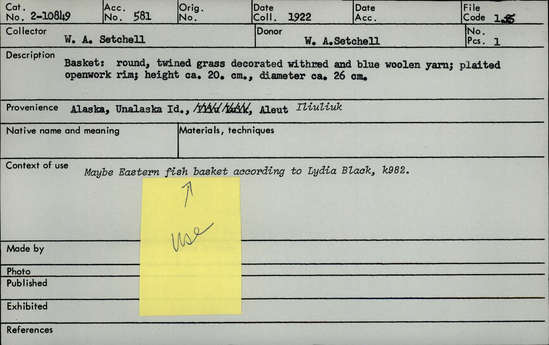 Cat. No. 2-10849 Acc. No. 581 Orig. No. Date Coll. 1922 Date Acc. File Code
Collector W. A. Setchell Donor W. A.Setchell No. Pcs. 1
Description Basket: round, twined grass decorated withred and blue woolen yarn; plaited
openwork rim; height ca. 20. cm., diameter ca. 26 cm.
Provenience Alaska, Unalaska Id., Aleut Iliuliuk
Native name and meaning Materials, techniques
Context of use Maybe Eastern fish basket according to Lydia Black, k982.
use
Made by
Photo
Published
Exhibited
References